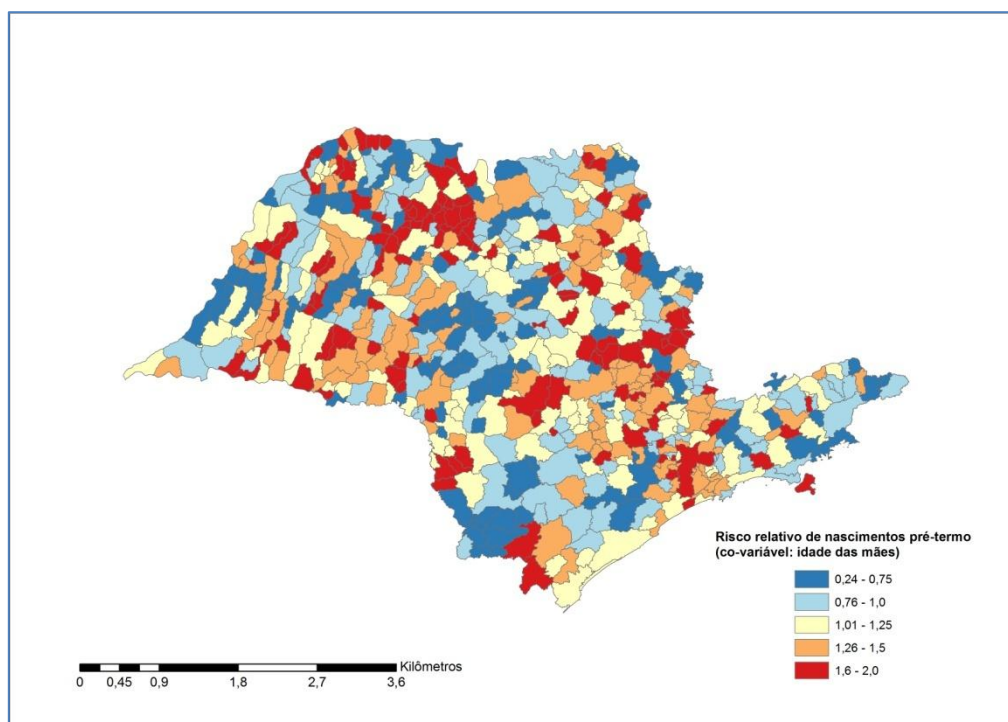 Risco relativo de nascimentos pré-termo
(co-variável: idade das mães)
0,24 - 0,75
0,76 - 1,0
1,01 - 1,25
1,26 - 1,5
1,6 - 2,0
Kilômetros
0 0,45 0,9 1,8 2,7 3,6